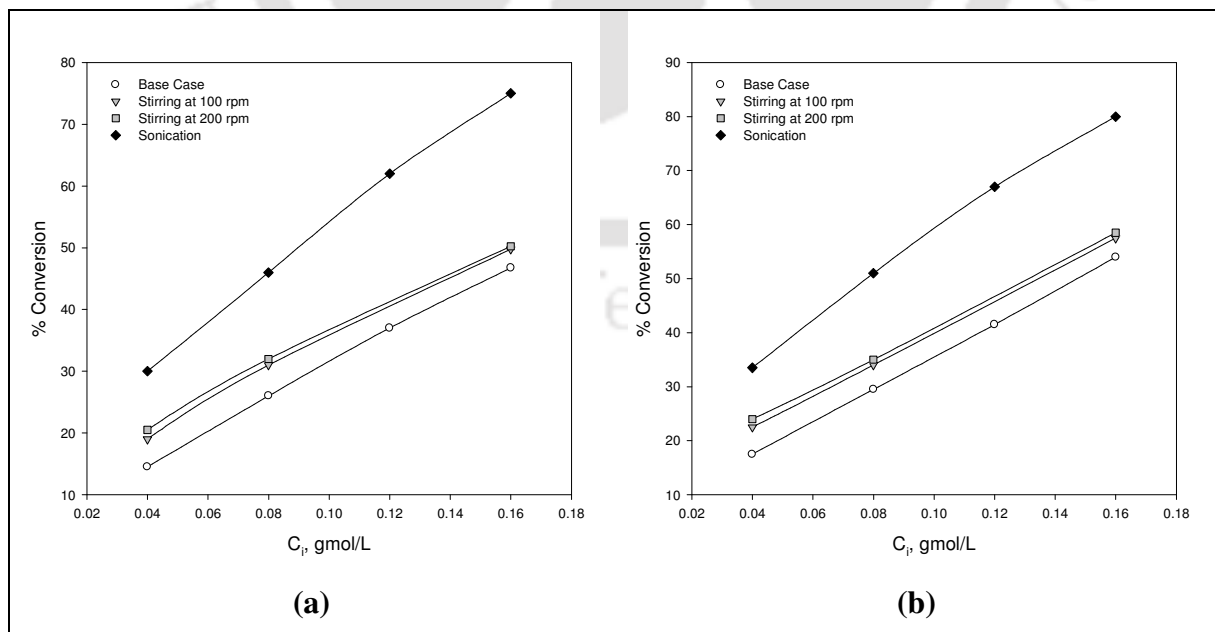 80
70
60
50
40
30
20
10
% Conversion
Base Case
Stirring at 100 rpm
Stirring at 200 rpm
Sonication
0.02 0.04 0.06 0.08 0.10 0.12 0.14 0.16 0.18
Ci, gmol/L
(a)
90
80
70
60
50
40
30
20
10
% Conversion
Base Case
Stirring at 100 rpm
Stirring at 200 rpm
Sonication
0.02 0.04 0.06 0.08 0.10 0.12 0.14 0.16 0.18
Ci, gmol/L
(b)